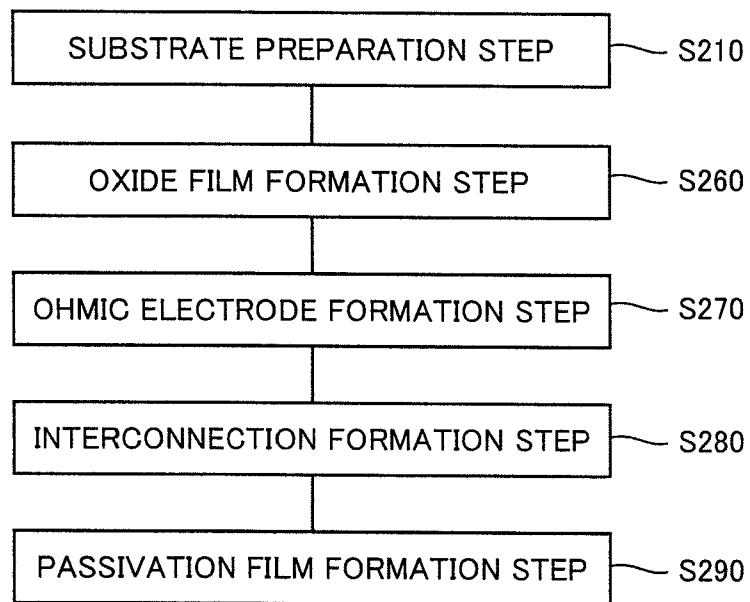 SUBSTRATE PREPARATION STEP S210
OXIDE FILM FORMATION STEP S260
OHMIC ELECTRODE FORMATION STEP S270
INTERCONNECTION FORMATION STEP S280
PASSIVATION FILM FORMATION STEP S290